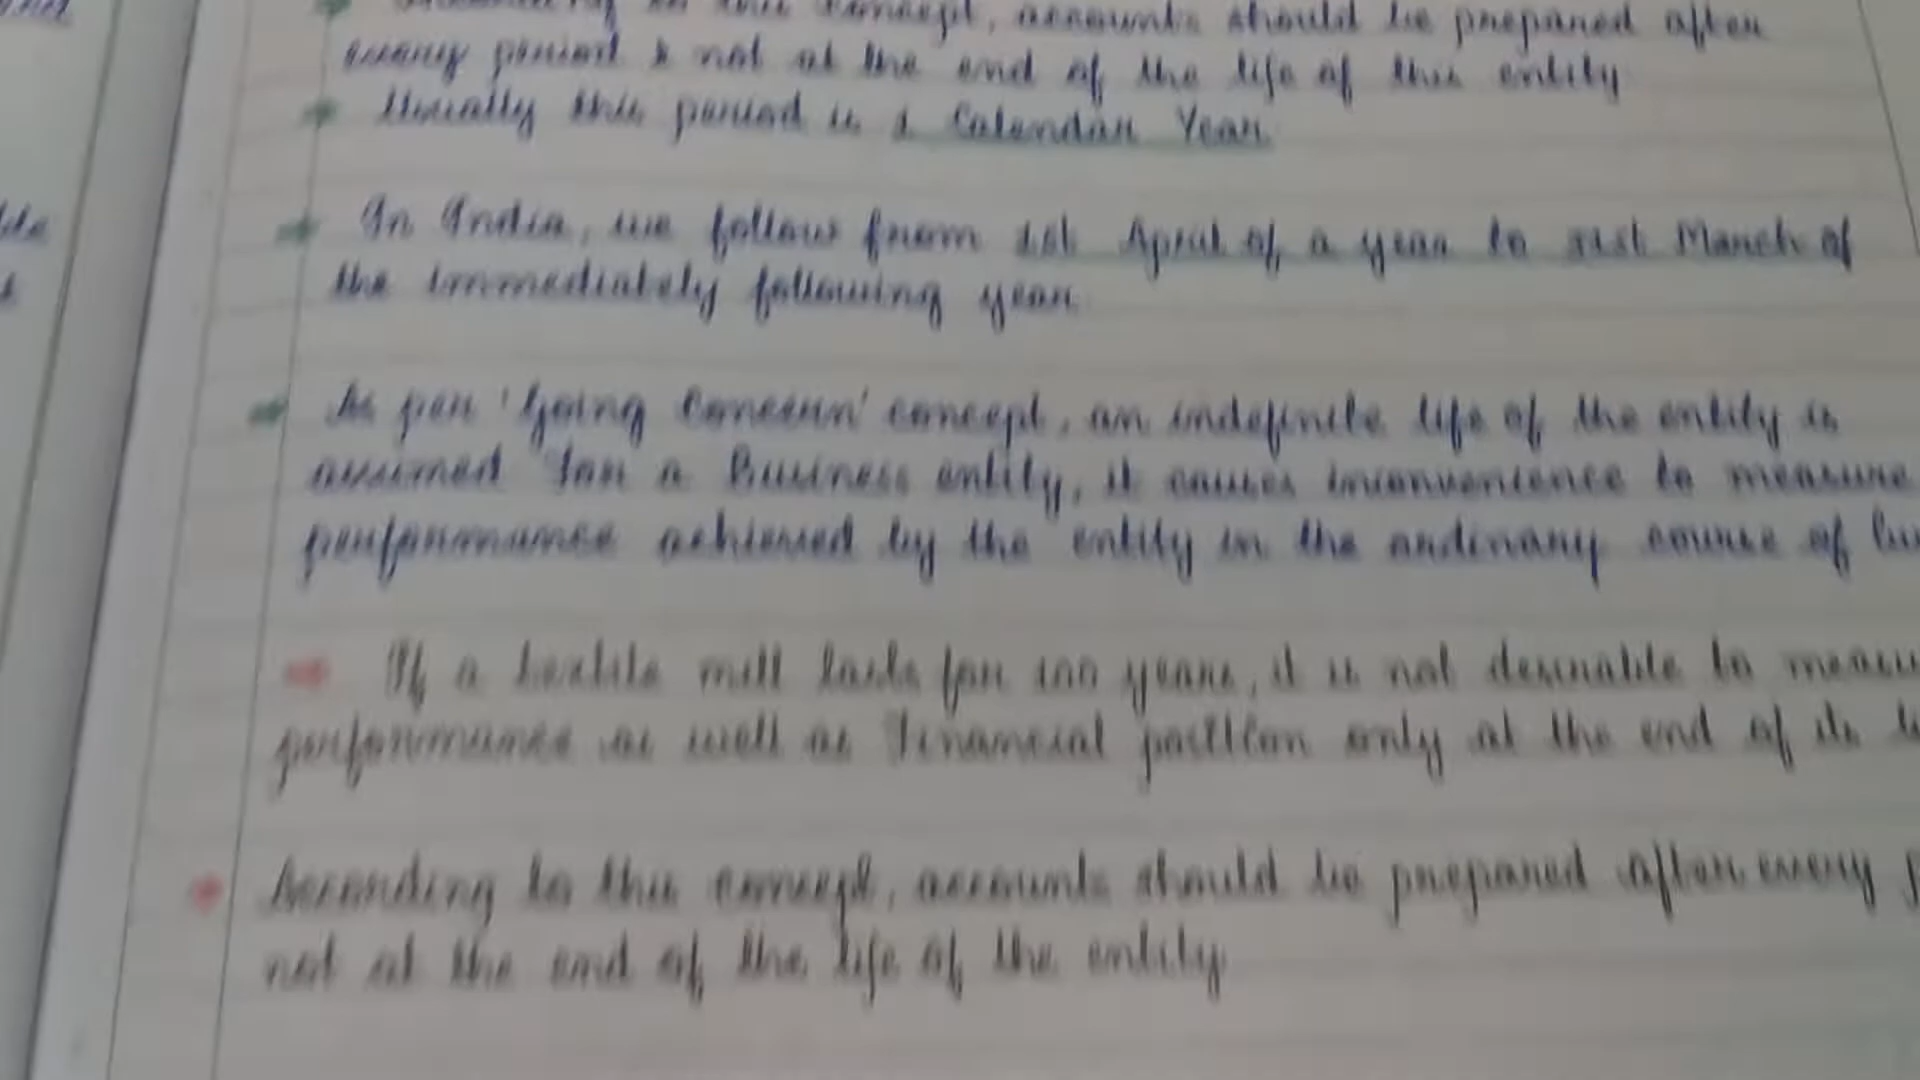 According to this concept, accounts should be prepared after
every period & not at the end of the life of this entity
Usually this period is 1 Calendar Year
In India, we follow from 1st April of a year to 31st March of
the immediately following year
As per 'Going Concern' concept, an indefinite life of the entity is
assumed for a Business entity, it causes inconvenience to measure
performance achieved by the entity in the ordinary course of
If a textile mill lasts for 100 years, it is not desirable to
performance as well as Financial position only at the end of its
According to this concept, accounts should be prepared after every
not at the end of the life of the entity